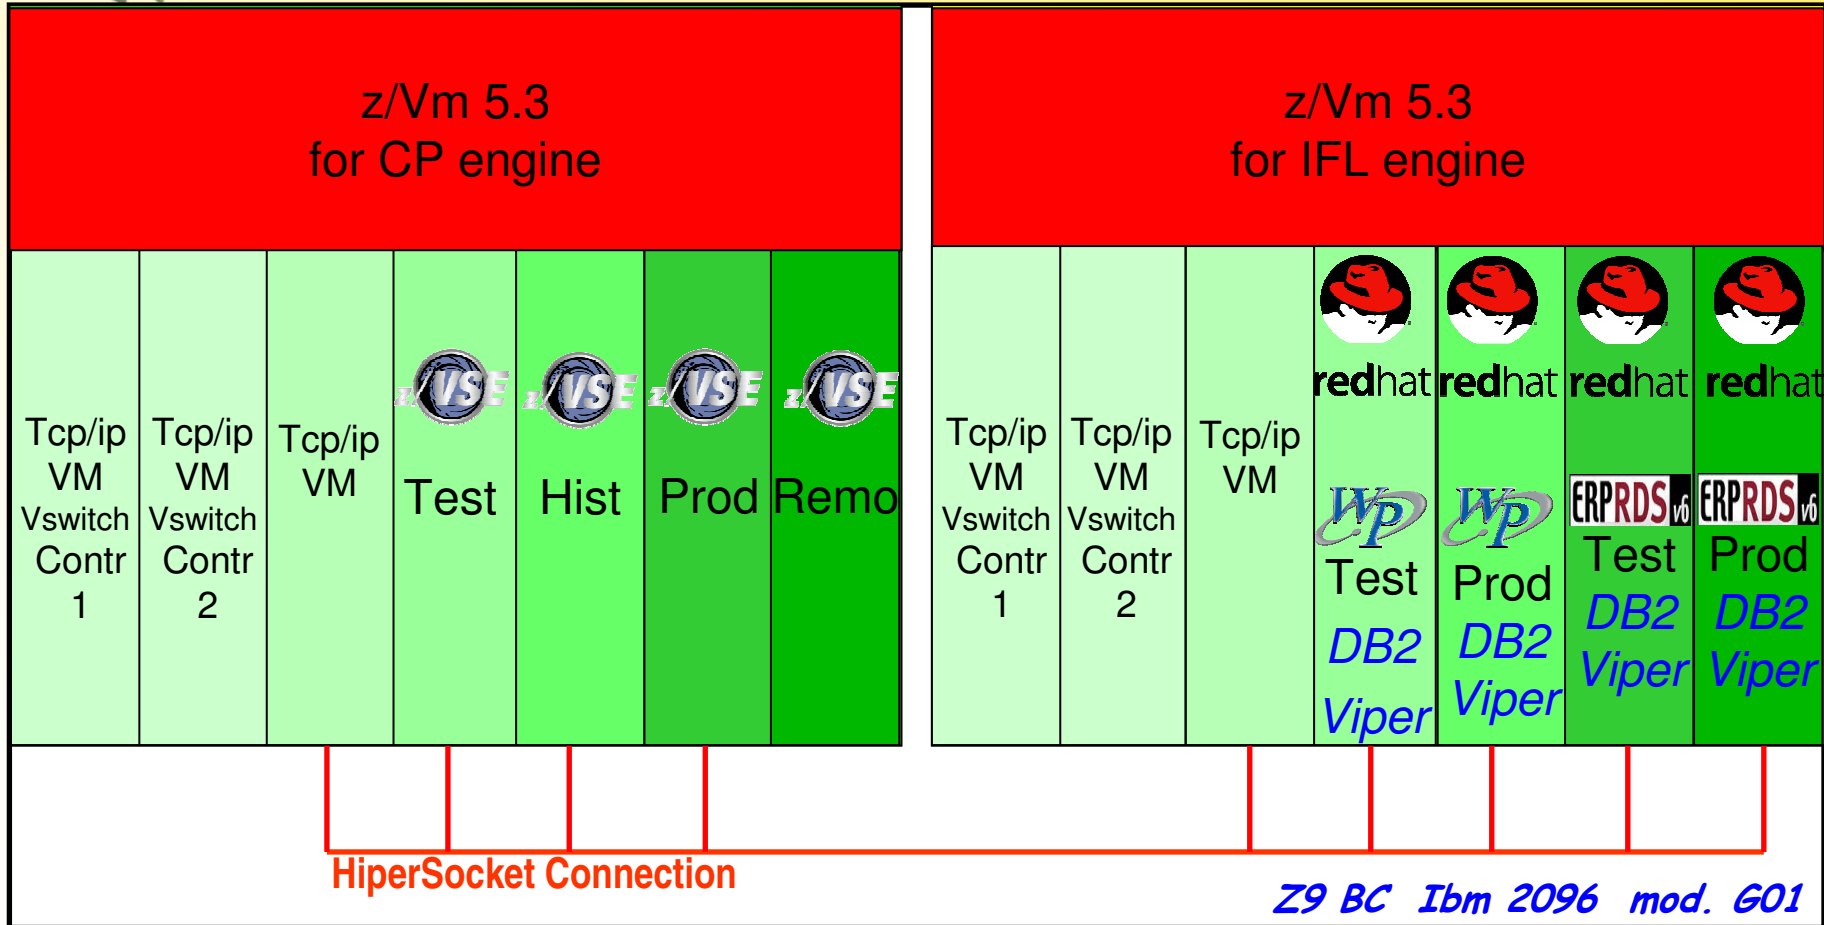 z/Vm 5.3
for CP engine
z/Vm 5.3
for IFL engine
Tcp/ip
VM
Vswitch
Contr
1
Tcp/ip
VM
Vswitch
Contr
2
Tcp/ip
VM
z/VSE
Test
z/VSE
Hist
z/VSE
Prod
z/VSE
Remo
Tcp/ip
VM
Vswitch
Contr
1
Tcp/ip
VM
Vswitch
Contr
2
Tcp/ip
VM
redhat
WP
Test
DB2
Viper
redhat
WP
Prod
DB2
Viper
redhat
ERPRDS v6
Test
DB2
Viper
redhat
ERPRDS v6
Prod
DB2
Viper
HiperSocket Connection
Z9 BC Ibm 2096 mod. G01